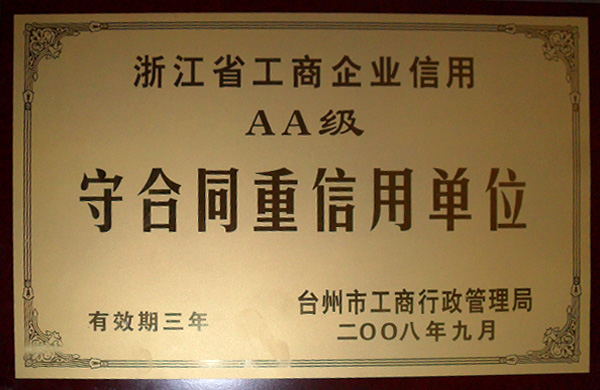 浙江省工商企业信用
AA级
守合同重信用单位
有效期三年
台州市工商行政管理局
二OO八年九月